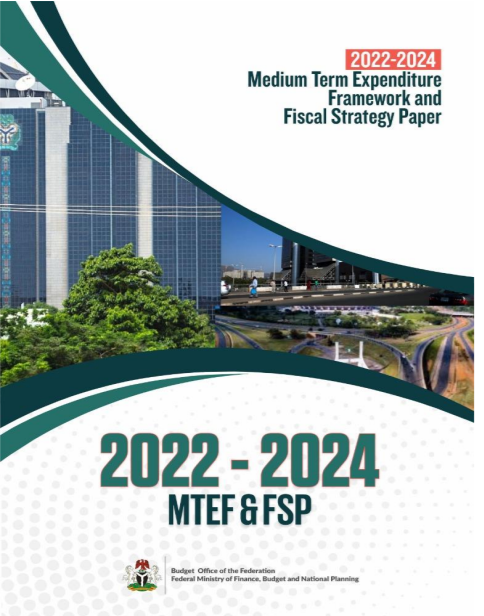 2022-2024
Medium Term Expenditure
Framework and
Fiscal Strategy Paper
2022 - 2024
MTEF & FSP
Budget Office of the Federation
Federal Ministry of Finance, Budget and National Planning